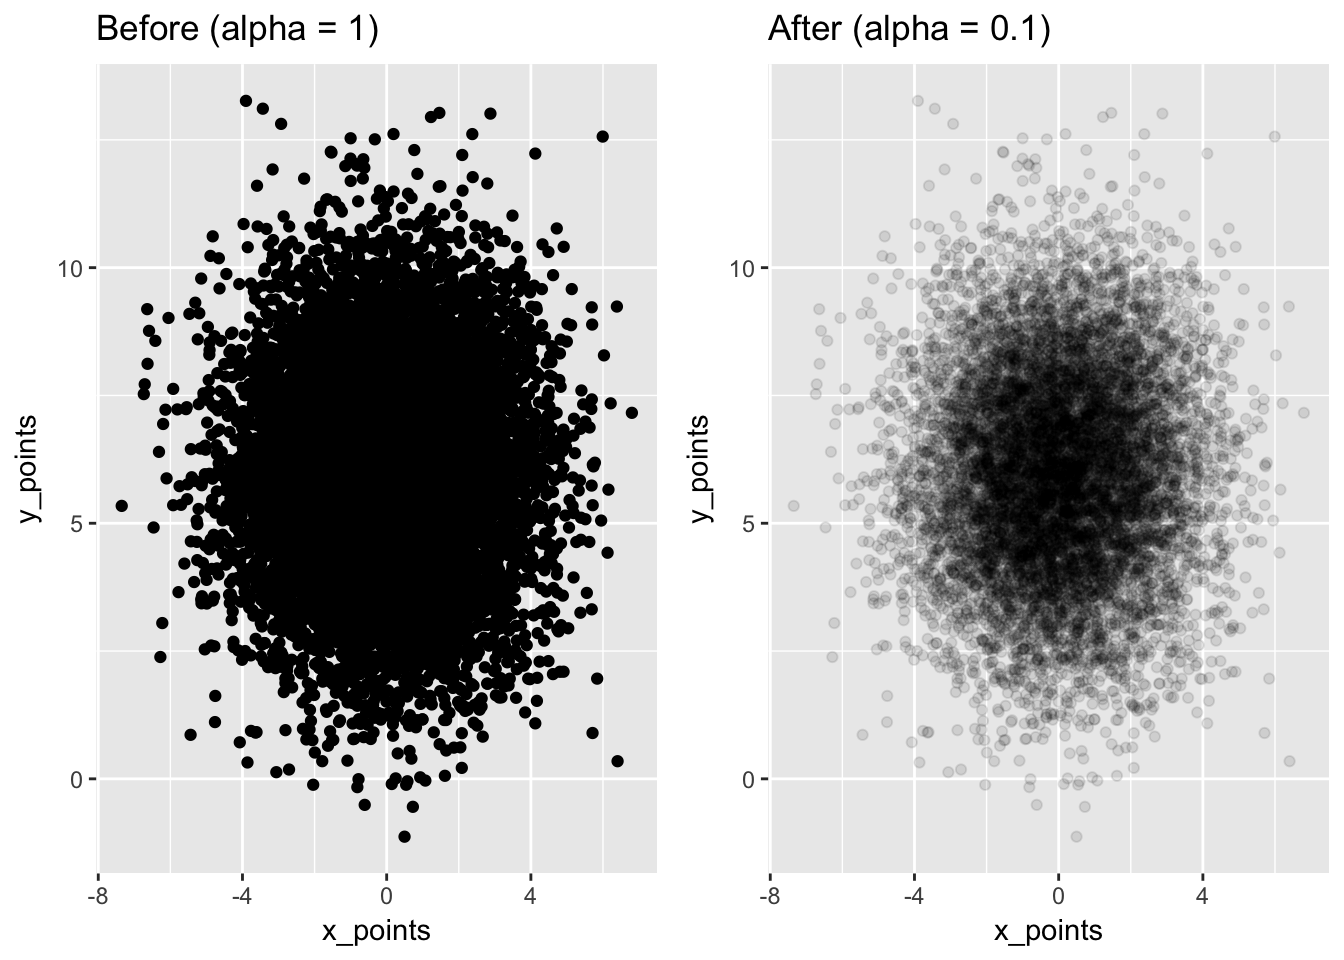 Before (alpha = 1)
After (alpha = 0.1)
y_points
10
5
0
-8
-4
0
4
x_points
y_points
10
5
0
-8
-4
0
4
x_points